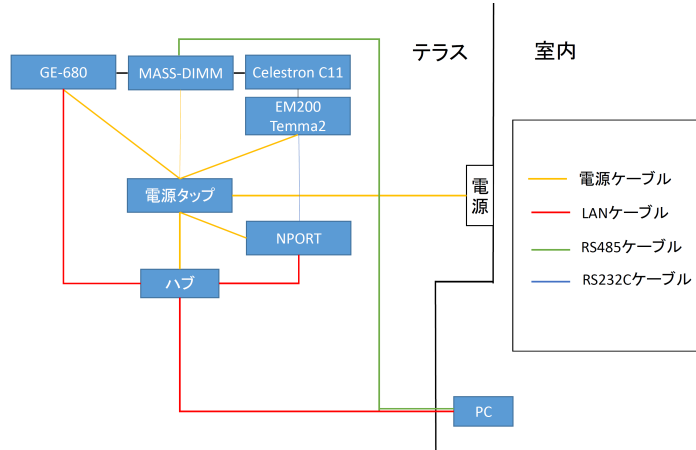 テラス
室内
GE-680
MASS-DIMM
Celestron C11
EM200
Temma2
電源タップ
電源
NPORT
ハブ
PC
電源ケーブル
LANケーブル
RS485ケーブル
RS232Cケーブル